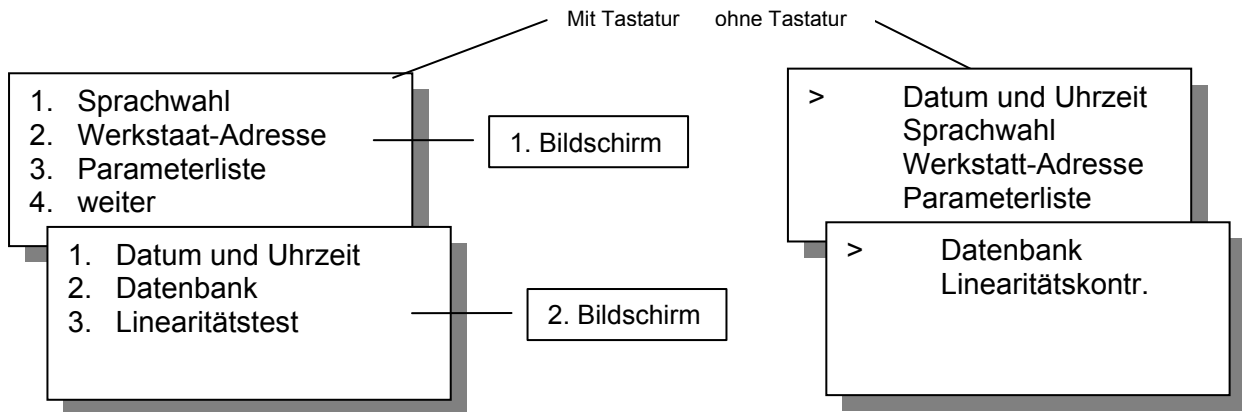 Mit Tastatur ohne Tastatur
1. Sprachwahl
2. Werkstaat-Adresse
3. Parameterliste
4. weiter
1. Bildschirm
1. Datum und Uhrzeit
2. Datenbank
3. Linearitätstest
2. Bildschirm
> Datum und Uhrzeit
Sprachwahl
Werkstatt-Adresse
Parameterliste
> Datenbank
Linearitätskontr.